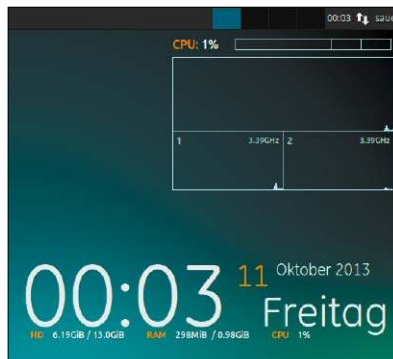 00:03 saue
CPU: 1%
1 3.39GHz 2 3.39GHz
00:03 11 Oktober 2013
Freitag
HD 6.19GiB / 13.0GiB RAM 298MiB / 0.98GiB CPU 1%